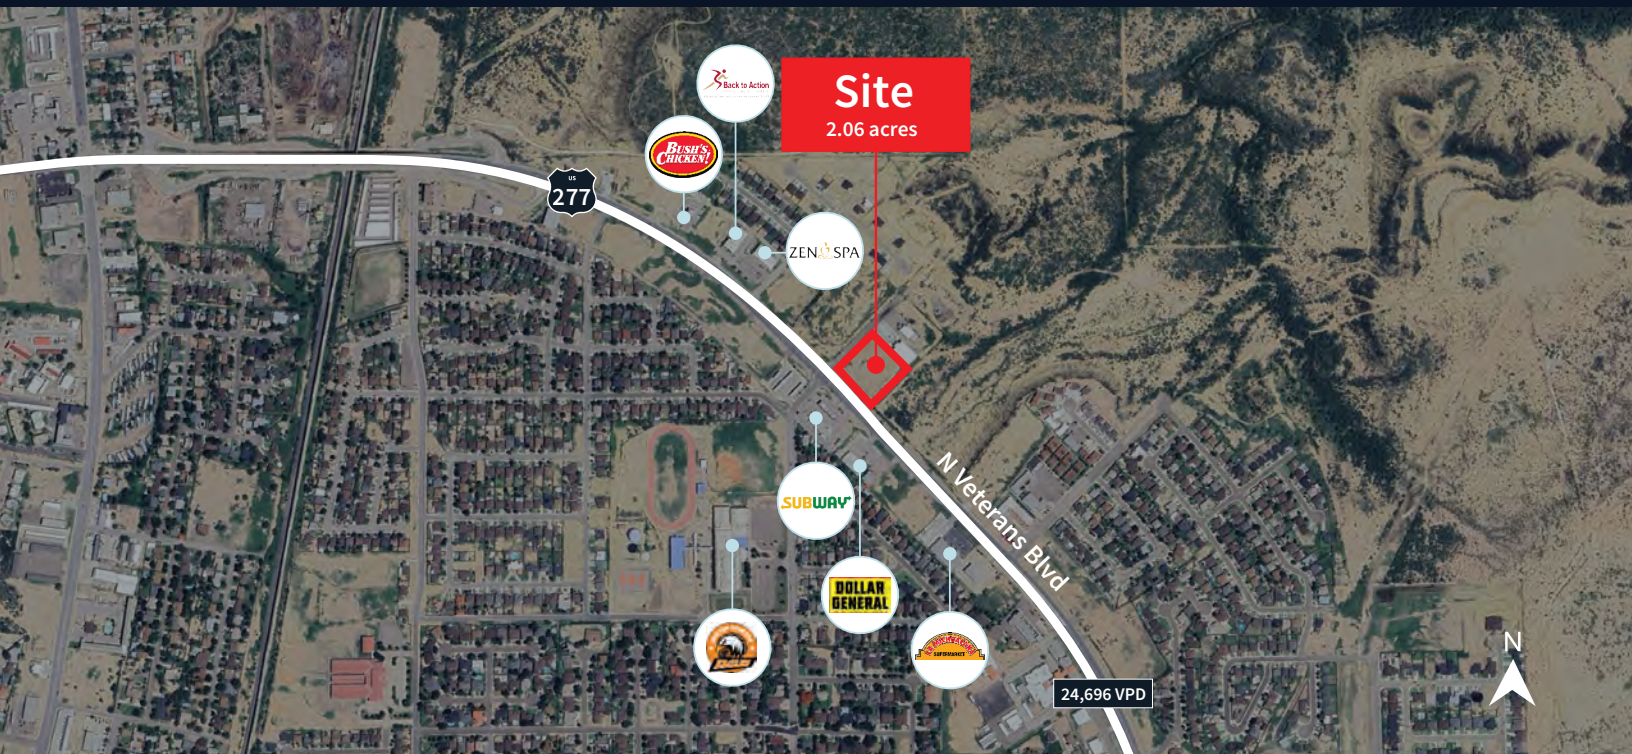 Back to Action
Site
2.06 acres
BUSH'S
CHICKEN!
US
277
ZEN SPA
N Veterans Blvd
SUBWAY
DOLLAR
GENERAL
SUPERMARKET
N
24,696 VPD